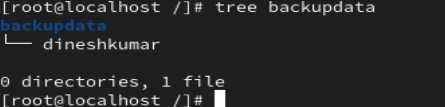 [root@localhost /]# tree backupdata
backupdata
└── dineshkumar
0 directories, 1 file
[root@localhost /]#